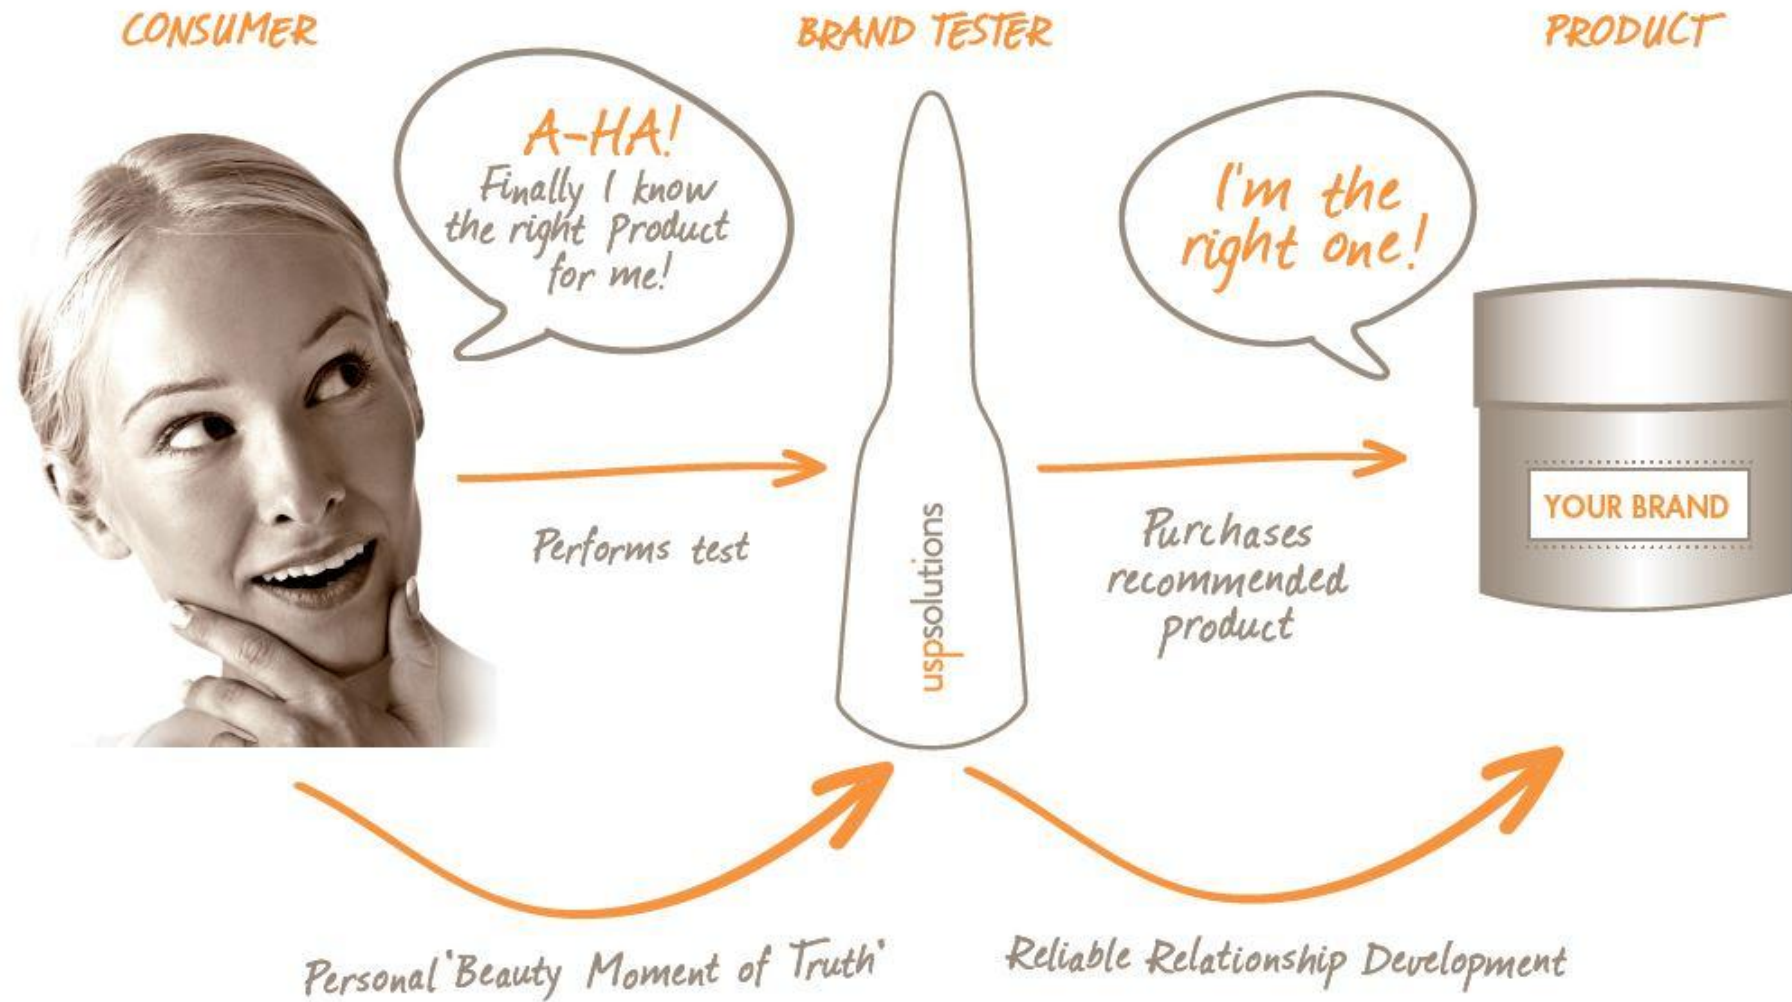 CONSUMER
BRAND TESTER
PRODUCT
A-HA!
Finally I know
the right Product
for me!
I'm the
right one!
Performs test
uspsolutions
Purchases
recommended
product
YOUR BRAND
Personal 'Beauty Moment of Truth'
Reliable Relationship Development